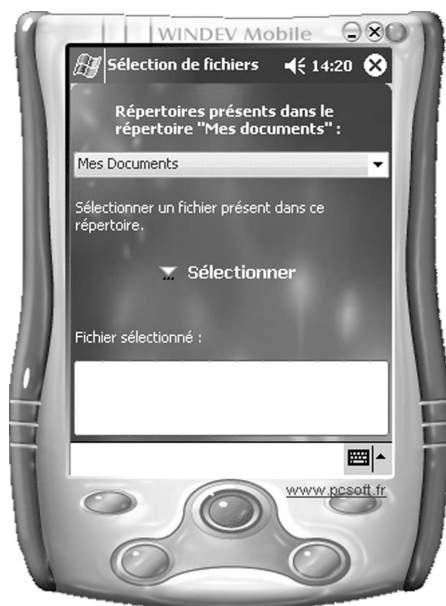 WINDEV Mobile
Sélection de fichiers 14:20
Répertoires présents dans le
répertoire "Mes documents" :
Mes Documents
Sélectionner un fichier présent dans ce
répertoire.
Sélectionner
Fichier sélectionné :
www.pcsoft.fr